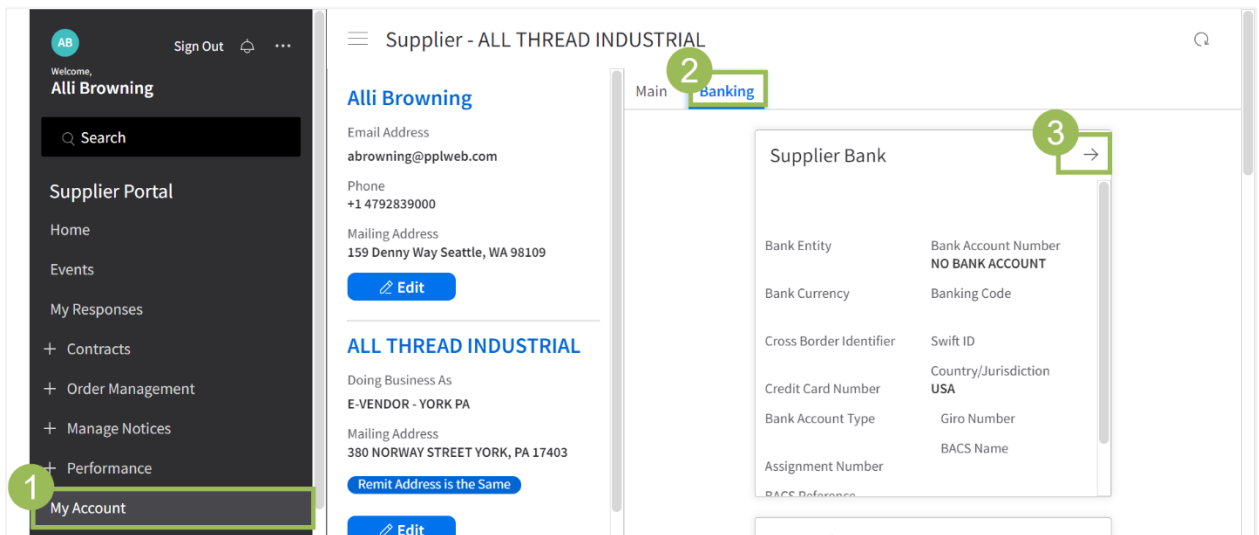 AB
Sign Out
Welcome,
Alli Browning
Search
Supplier Portal
Home
Events
My Responses
+ Contracts
+ Order Management
+ Manage Notices
+ Performance
1
My Account
Supplier - ALL THREAD INDUSTRIAL
Alli Browning
Email Address
abrowning@pplweb.com
Phone
+1 4792839000
Mailing Address
159 Denny Way Seattle, WA 98109
Edit
ALL THREAD INDUSTRIAL
Doing Business As
E-VENDOR - YORK PA
Mailing Address
380 NORWAY STREET YORK, PA 17403
Remit Address is the Same
Edit
2
Main Banking
3
Supplier Bank
Bank Entity
Bank Account Number
NO BANK ACCOUNT
Bank Currency
Banking Code
Cross Border Identifier
Swift ID
Country/Jurisdiction
Credit Card Number
USA
Bank Account Type
Giro Number
BACS Name
Assignment Number
BACS Reference